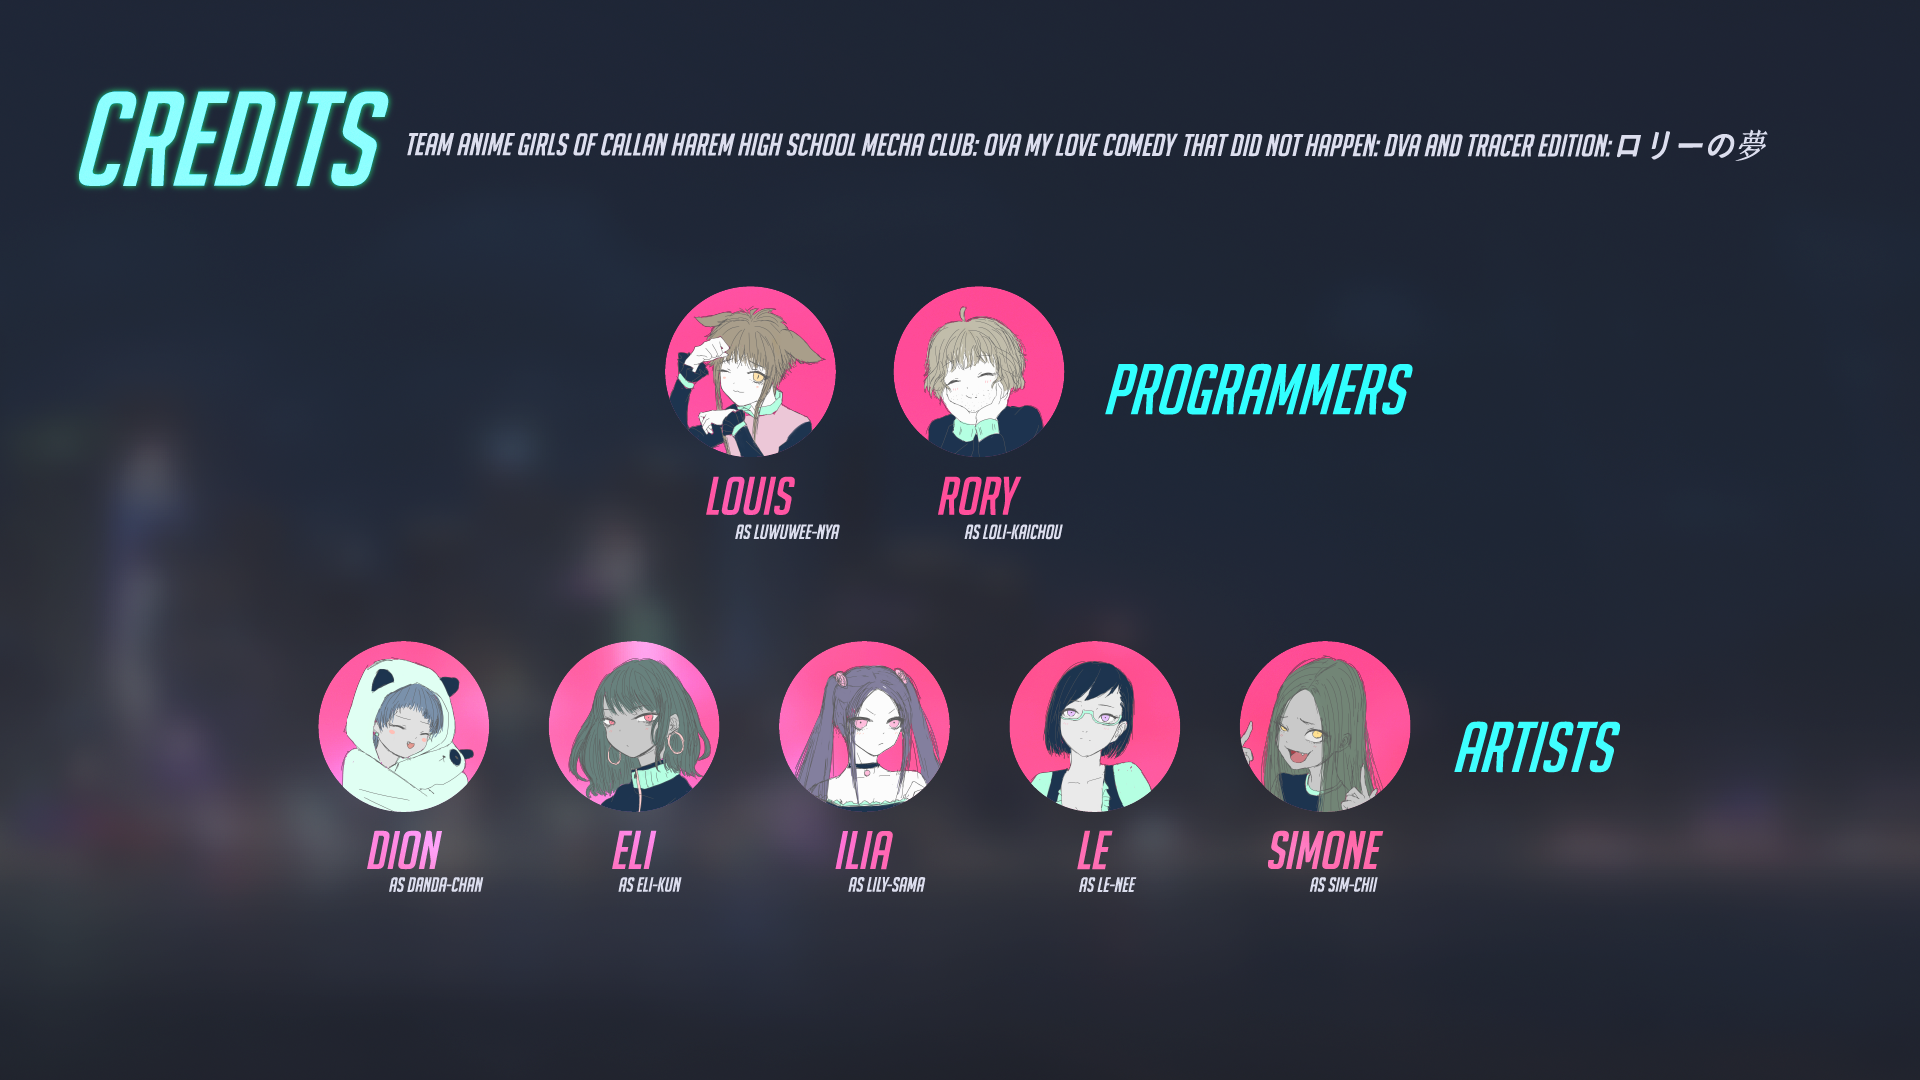 CREDITS
TEAM ANIME GIRLS OF CALLAN HAREM HIGH SCHOOL MECHA CLUB: OVA MY LOVE COMEDY THAT DID NOT HAPPEN: DVA AND TRACER EDITION: ロリーの夢
PROGRAMMERS
LOUIS
AS LUWUWEE-NYA
RORY
AS LOLI-KAICHOU
ARTISTS
DION
AS DANDA-CHAN
ELI
AS ELI-KUN
ILIA
AS LILY-SAMA
LE
AS LE-NEE
SIMONE
AS SIM-CHII